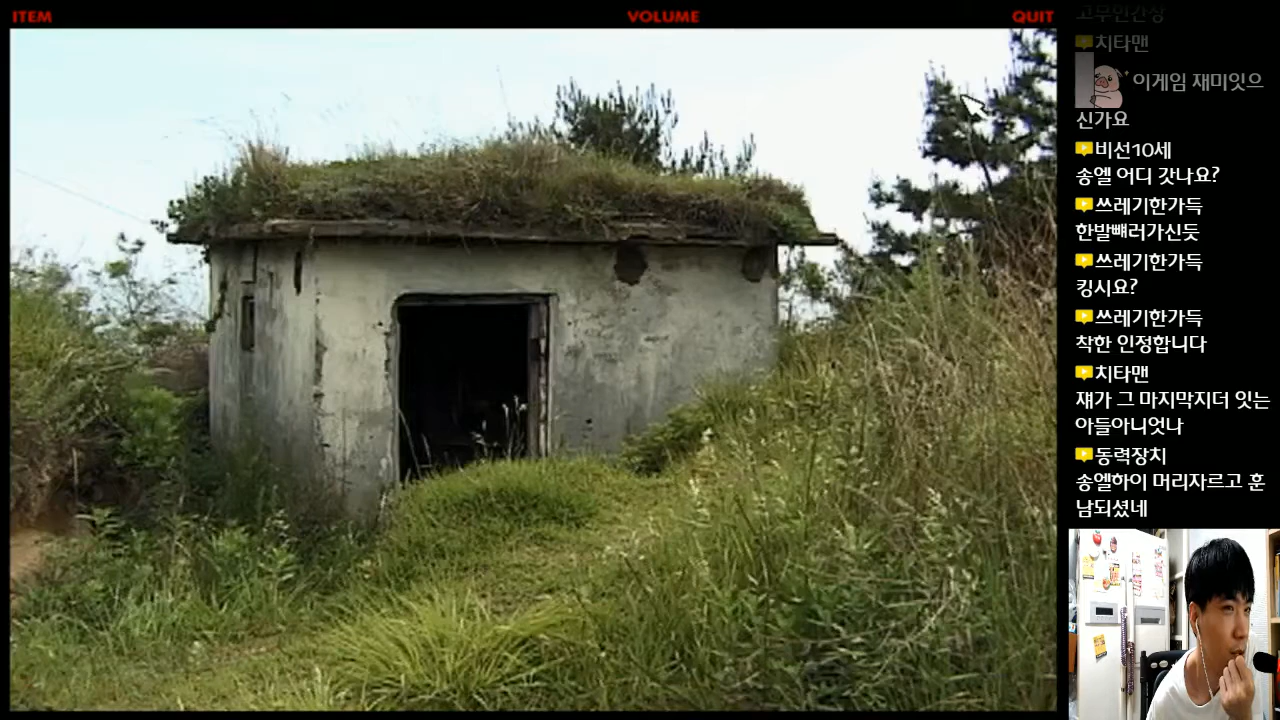 ITEM
VOLUME
QUIT
고무인간상
치타맨
이게임 재미잇으
신가요
비선10세
송엘 어디 갓나요?
쓰레기한가득
한발뺴러가신듯
쓰레기한가득
킹시요?
쓰레기한가득
착한 인정합니다
치타맨
쟤가 그 마지막지더 잇는
아들아니엇나
동력장치
송엘하이 머리자르고 훈
남되셨네